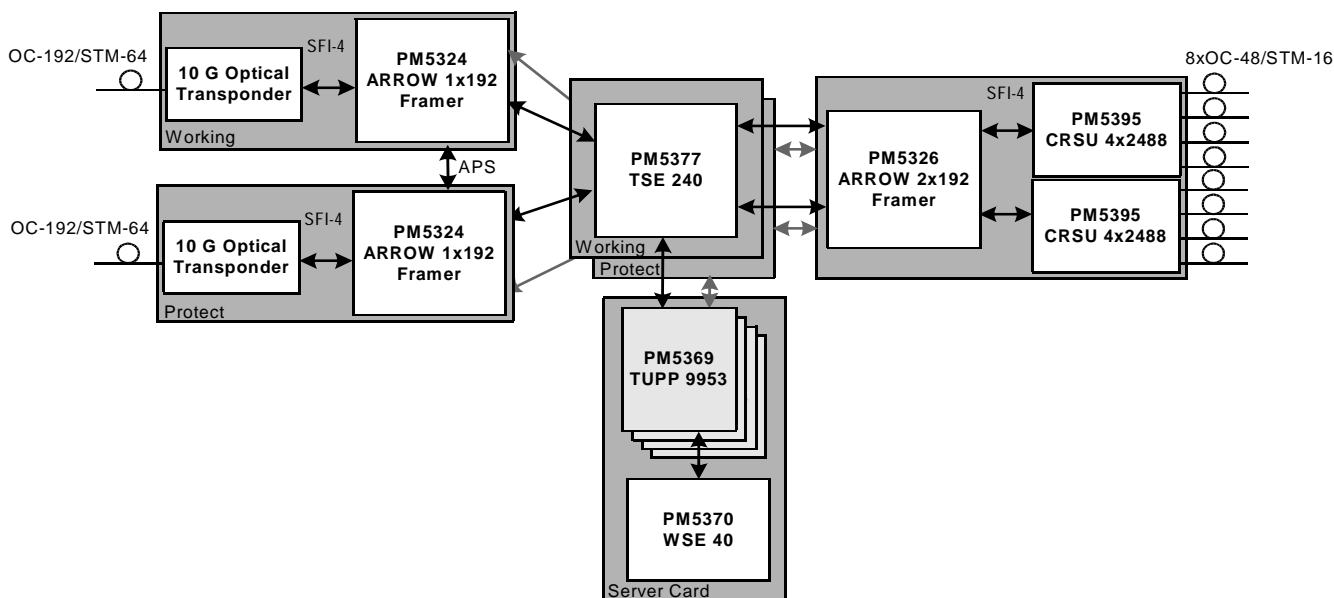 OC-192/STM-64
10 G Optical
Transponder
SFI-4
PM5324
ARROW 1x192
Framer
Working
APS
OC-192/STM-64
10 G Optical
Transponder
SFI-4
PM5324
ARROW 1x192
Framer
Protect
PM5377
TSE 240
Working
Protect
PM5326
ARROW 2x192
Framer
SFI-4
PM5395
CRSU 4x2488
PM5395
CRSU 4x2488
8xOC-48/STM-16
PM5369
TUPP 9953
PM5370
WSE 40
Server Card